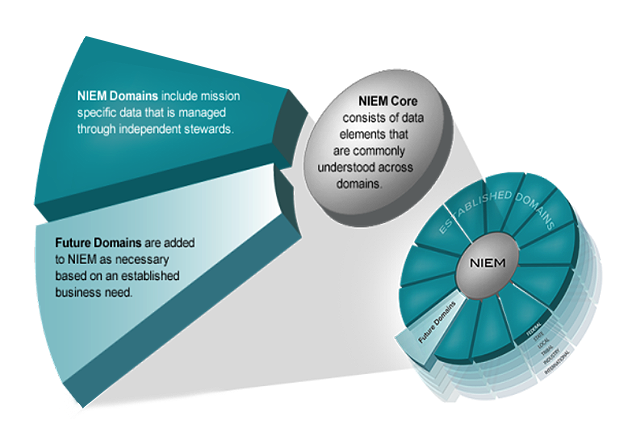 NIEM Domains include mission
specific data that is managed
through independent stewards.
NIEM Core
consists of data
elements that
are commonly
understood across
domains.
Future Domains are added
to NIEM as necessary
based on an established
business need.
ESTABLISHED DOMAINS
NIEM
Future Domains
FEDERAL
STATE
LOCAL
TRIBAL
INDUSTRY
INTERNATIONAL